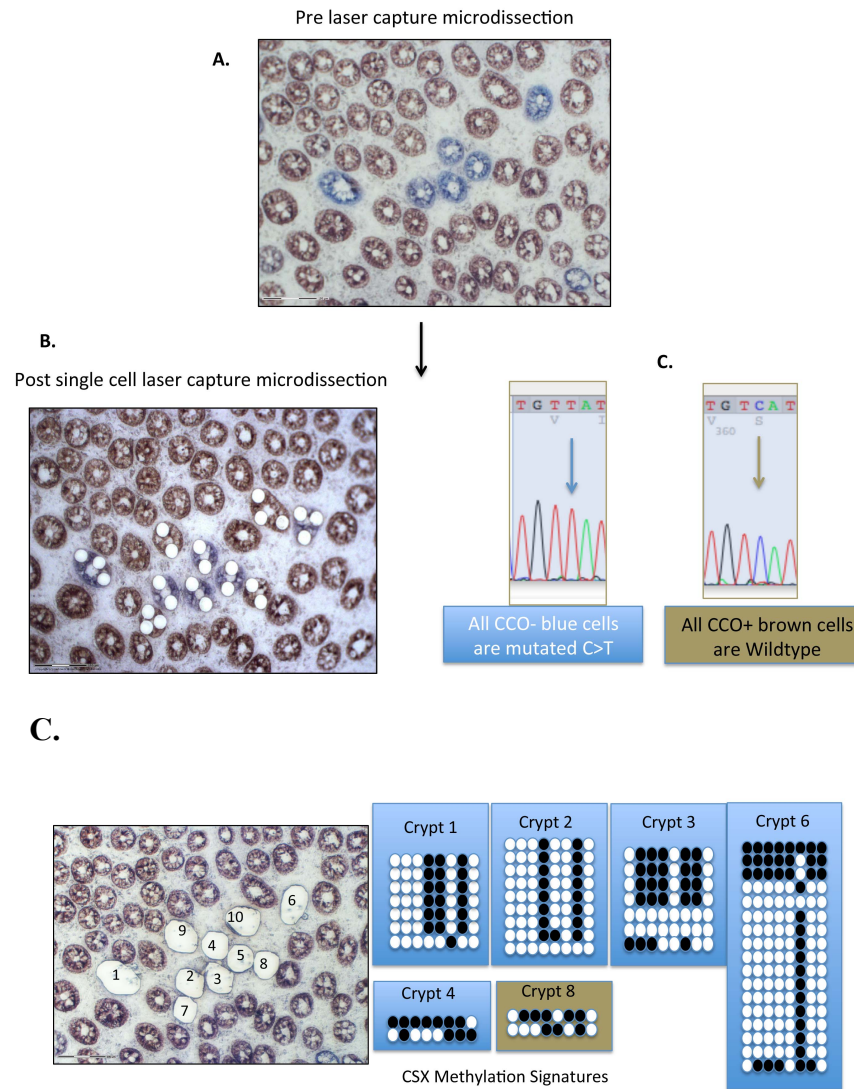 Pre laser capture microdissection
A.
B.
Post single cell laser capture microdissection
C.
T G T T A T
V I
T G T C A T
V S
360
All CCO- blue cells
are mutated C>T
All CCO+ brown cells
are Wildtype
C.
Crypt 1
Crypt 2
Crypt 3
Crypt 6
6
10
9
4
5
8
1
2
3
7
Crypt 4
Crypt 8
CSX Methylation Signatures